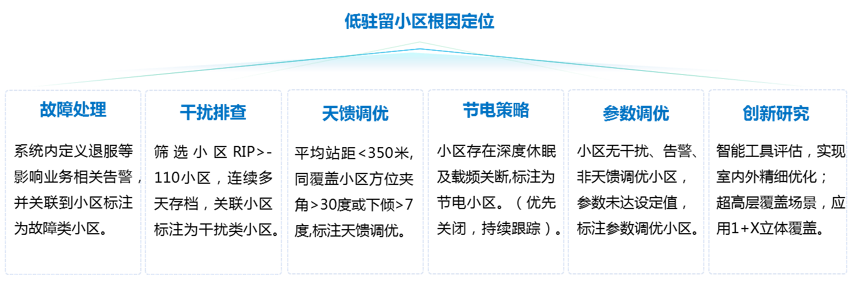 低驻留小区根因定位
故障处理
系统内定义退服等
影响业务相关告警，
并关联到小区标注
为故障类小区。
干扰排查
筛选小区RIP>-
110小区，连续多
天存档，关联小区
标注为干扰类小区。
天馈调优
平均站距<350米，
同覆盖小区方位夹
角>30度或下倾>7
度,标注天馈调优。
节电策略
小区存在深度休眠
及载频关断,标注为
节电小区。（优先
关闭，持续跟踪）。
参数调优
小区无干扰、告警、
非天馈调优小区，
参数未达设定值，
标注参数调优小区。
创新研究
智能工具评估，实现
室内外精细优化；
超高层覆盖场景，应
用1+X立体覆盖。